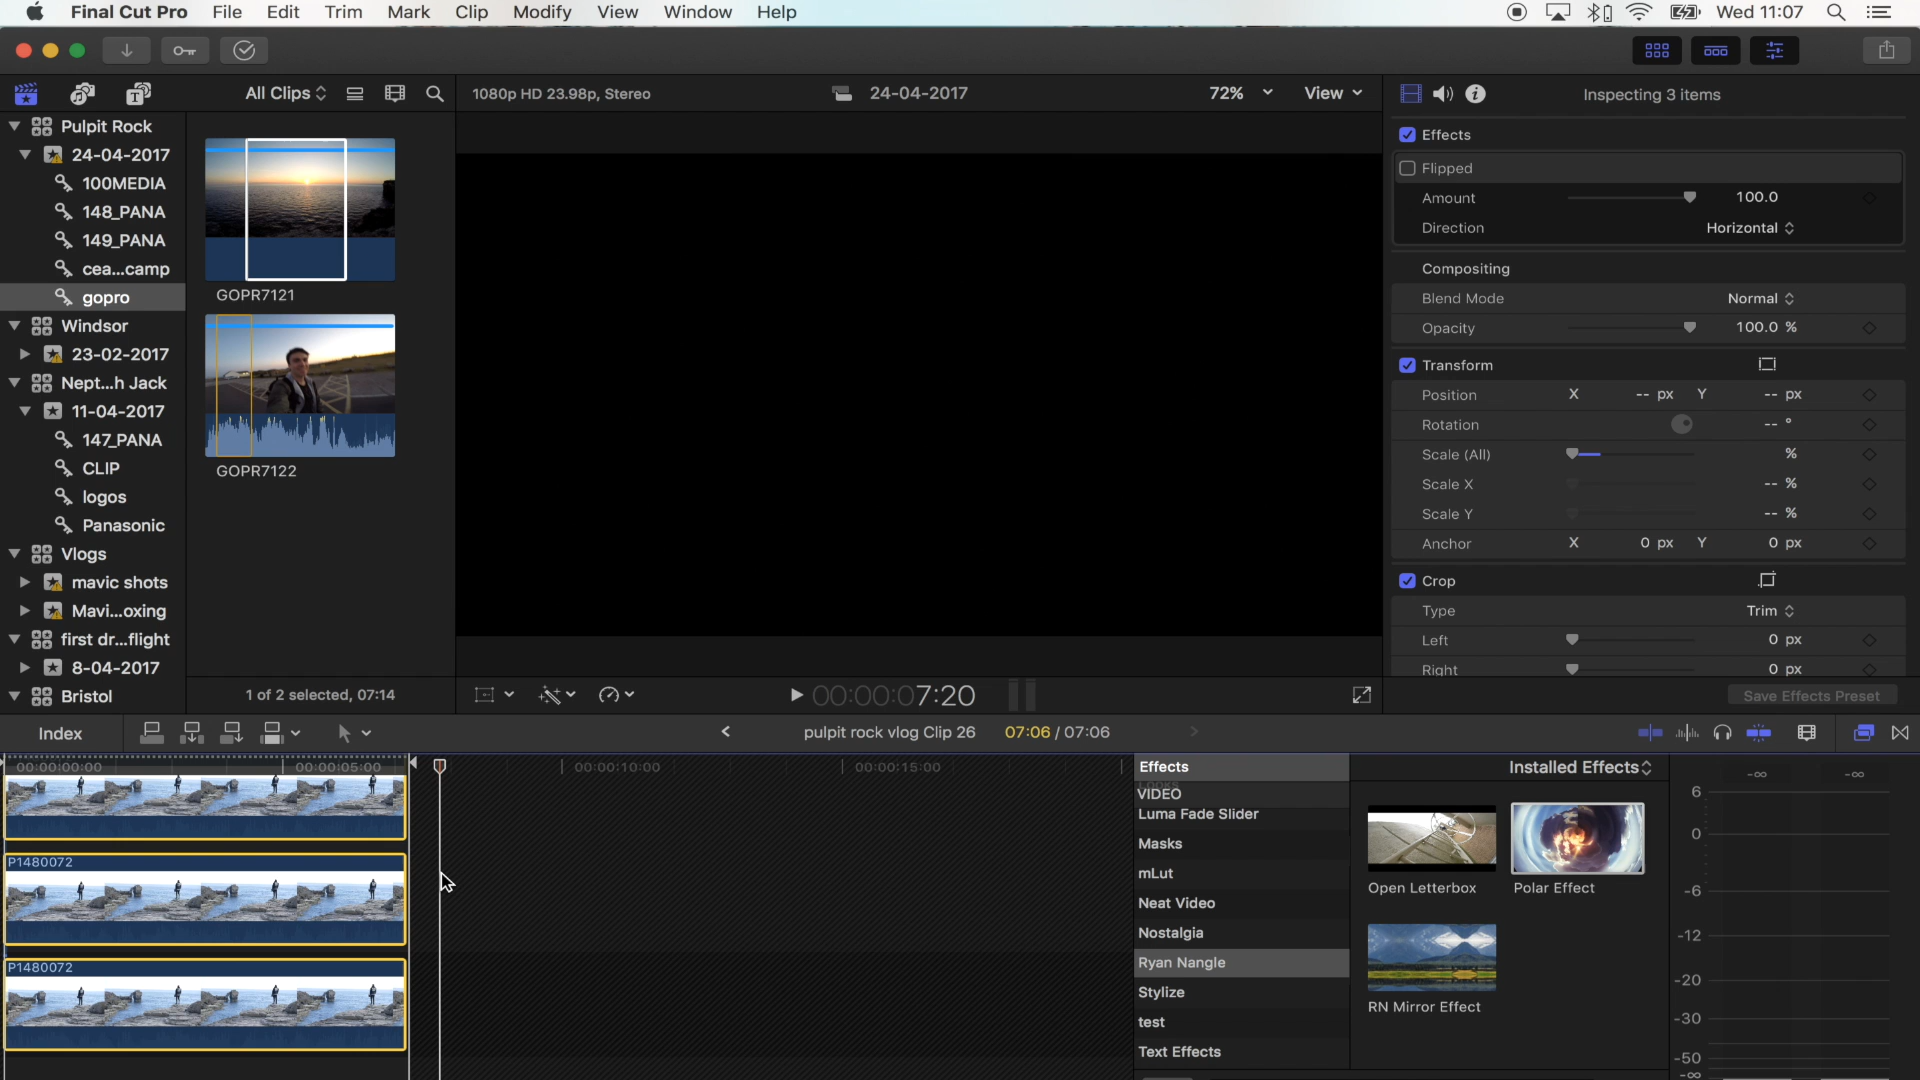 Final Cut Pro File Edit Trim Mark Clip Modify View Window Help Wed 11:07
All Clips
1080p HD 23.98p, Stereo
24-04-2017
72%
View
Inspecting 3 items
Pulpit Rock
24-04-2017
100MEDIA
148_PANA
149_PANA
cea...camp
gopro
Windsor
23-02-2017
Nept...h Jack
11-04-2017
147_PANA
CLIP
logos
Panasonic
Vlogs
mavic shots
Mavi...oxing
first dr...flight
8-04-2017
Bristol
GOPR7121
GOPR7122
1 of 2 selected, 07:14
00:00:07:20
Effects
Flipped
Amount 100.0
Direction Horizontal
Compositing
Blend Mode Normal
Opacity 100.0 %
Transform
Position X -- px Y -- px
Rotation -- °
Scale (All) %
Scale X -- %
Scale Y -- %
Anchor X 0 px Y 0 px
Crop
Type Trim
Left 0 px
Right 0 px
Save Effects Preset
Index
pulpit rock vlog Clip 26
07:06 / 07:06
00:00:00:00
00:00:05:00
00:00:10:00
00:00:15:00
P1480072
P1480072
Effects
VIDEO
Luma Fade Slider
Masks
mLut
Neat Video
Nostalgia
Ryan Nangle
Stylize
test
Text Effects
Installed Effects
Open Letterbox
Polar Effect
RN Mirror Effect
-∞ -∞
6
0
-6
-12
-20
-30
-50
-∞